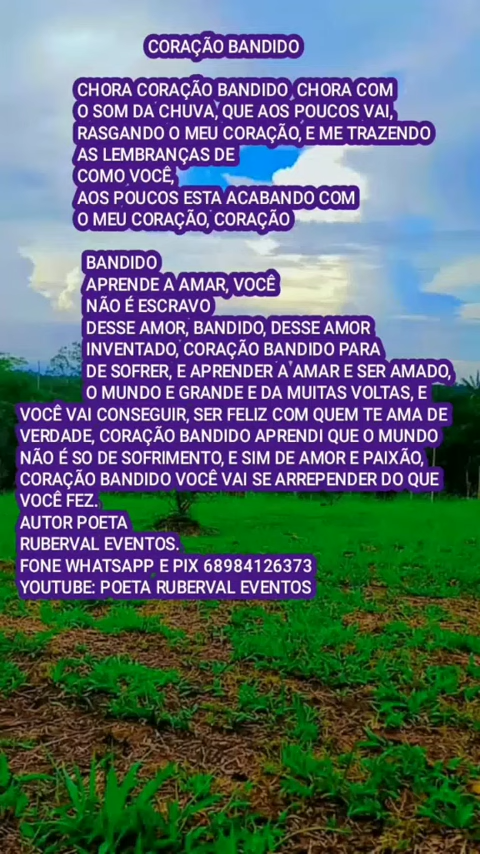 CORAÇÃO BANDIDO
CHORA CORAÇÃO BANDIDO, CHORA COM
O SOM DA CHUVA, QUE AOS POUCOS VAI,
RASGANDO O MEU CORAÇÃO, E ME TRAZENDO
AS LEMBRANÇAS DE
COMO VOCÊ,
AOS POUCOS ESTA ACABANDO COM
O MEU CORAÇÃO, CORAÇÃO
BANDIDO
APRENDE A AMAR, VOCÊ
NÃO É ESCRAVO
DESSE AMOR, BANDIDO, DESSE AMOR
INVENTADO, CORAÇÃO BANDIDO PARA
DE SOFRER, E APRENDER A AMAR E SER AMADO,
O MUNDO E GRANDE E DA MUITAS VOLTAS, E
VOCÊ VAI CONSEGUIR, SER FELIZ COM QUEM TE AMA DE
VERDADE, CORAÇÃO BANDIDO APRENDI QUE O MUNDO
NÃO É SO DE SOFRIMENTO, E SIM DE AMOR E PAIXÃO,
CORAÇÃO BANDIDO VOCÊ VAI SE ARREPENDER DO QUE
VOCÊ FEZ.
AUTOR POETA
RUBERVAL EVENTOS.
FONE WHATSAPP E PIX 68984126373
YOUTUBE: POETA RUBERVAL EVENTOS